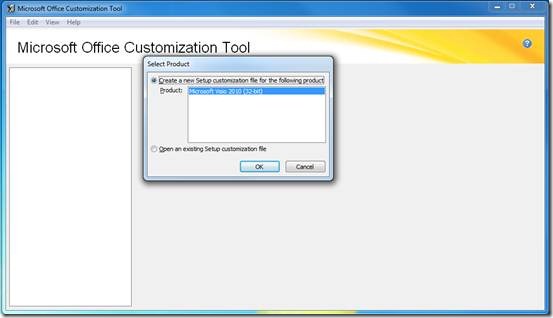 Microsoft Office Customization Tool
File Edit View Help
Microsoft Office Customization Tool
Select Product
Create a new Setup customization file for the following product
Product:
Microsoft Visio 2010 (32-bit)
Open an existing Setup customization file
OK Cancel